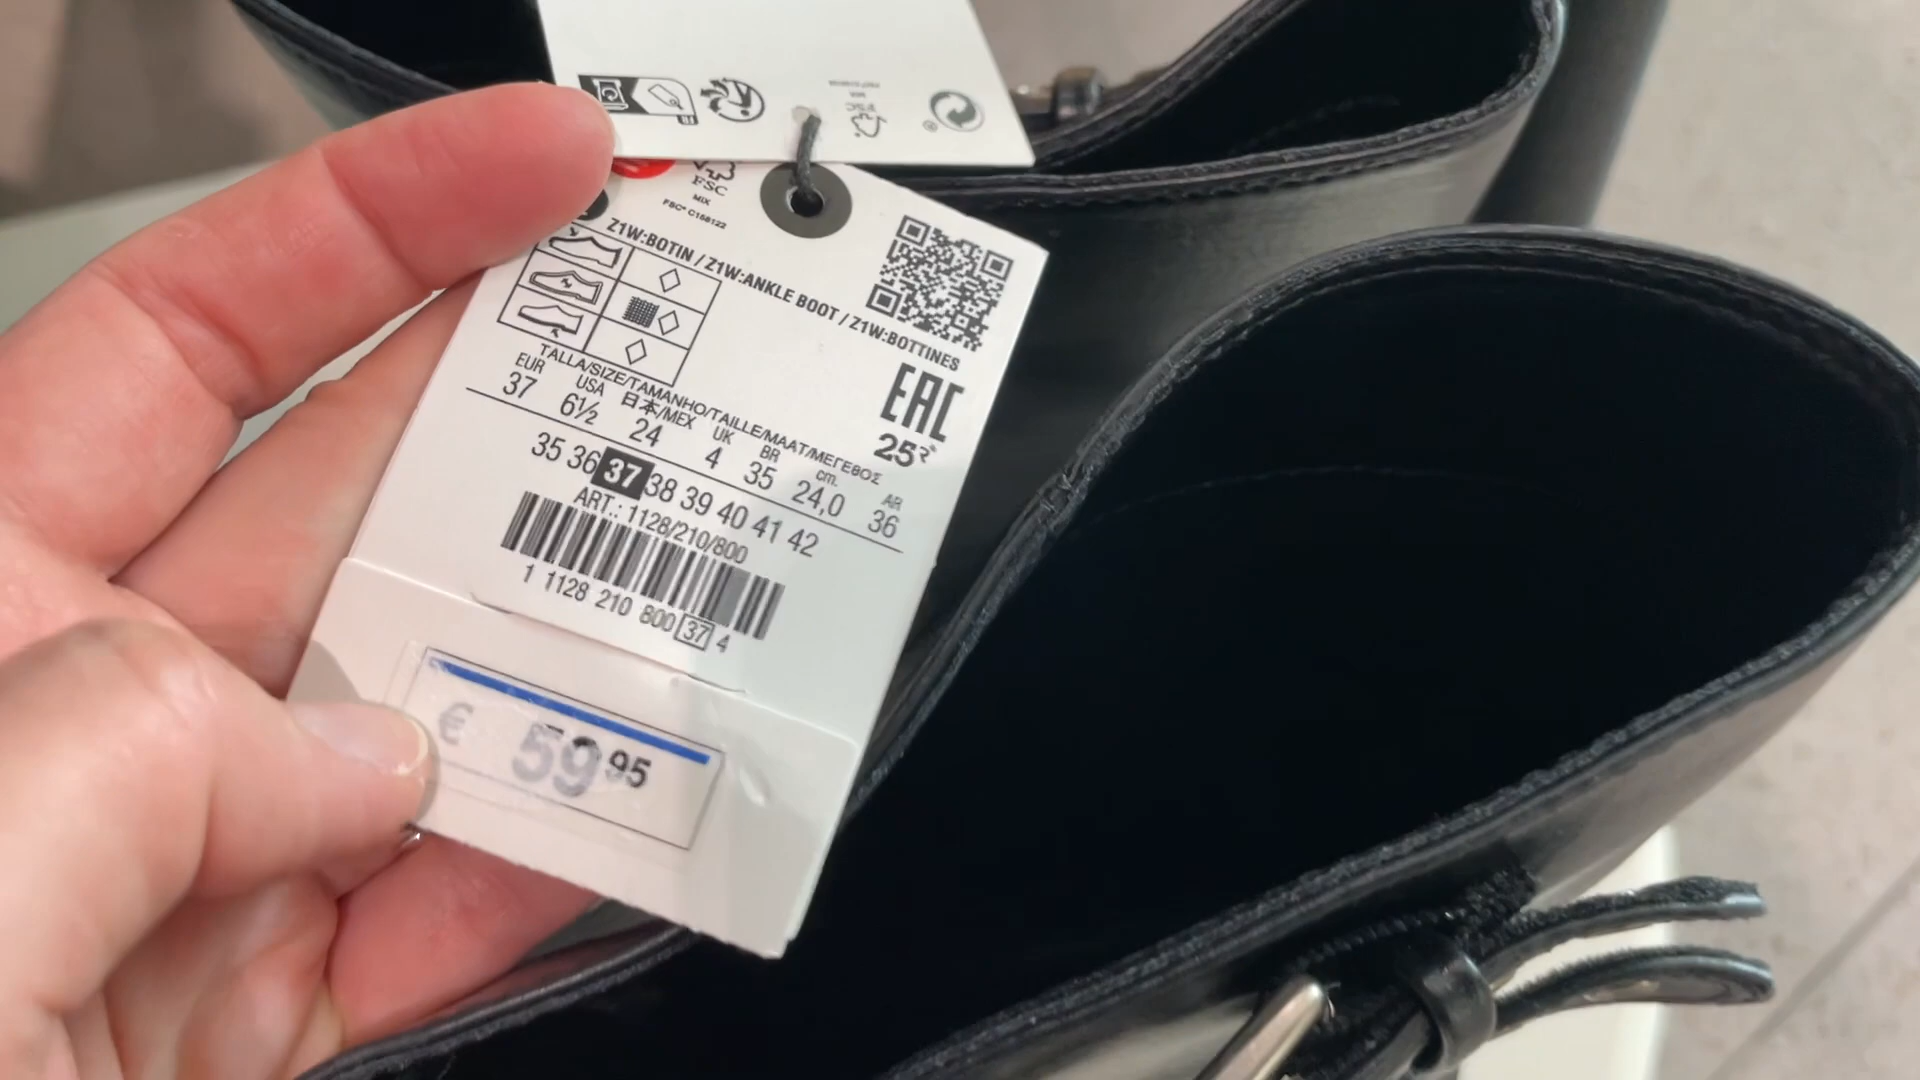 FSC
MIX
FSC® C158122
Z1W:BOTIN / Z1W:ANKLE BOOT / Z1W:BOTTINES
TALLA/SIZE/TAMANHO/TAILLE/MAAT/ΜΕΓΕΘΟΣ
EUR USA 日本/MEX UK BR cm. AR
37 6½ 24 4 35 24,0 36
EAC
35 36 37 38 39 40 41 42
ART.: 1128/210/800
1 1128 210 800 37 4
€ 59 95